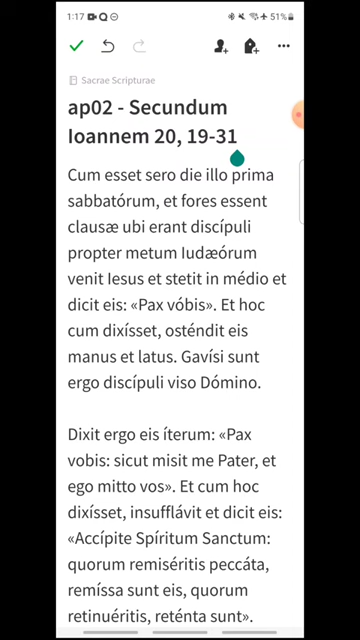 1:17
51%
Sacrae Scripturae
ap02 - Secundum
Ioannem 20, 19-31
Cum esset sero die illo prima
sabbatórum, et fores essent
clausæ ubi erant discípuli
propter metum Iudæórum
venit Iesus et stetit in médio et
dicit eis: «Pax vóbis». Et hoc
cum dixísset, osténdit eis
manus et latus. Gavísi sunt
ergo discípuli viso Dómino.
Dixit ergo eis íterum: «Pax
vobis: sicut misit me Pater, et
ego mitto vos». Et cum hoc
dixísset, insufflávit et dicit eis:
«Accípite Spíritum Sanctum:
quorum remiséritis peccáta,
remíssa sunt eis, quorum
retinuéritis, reténta sunt».